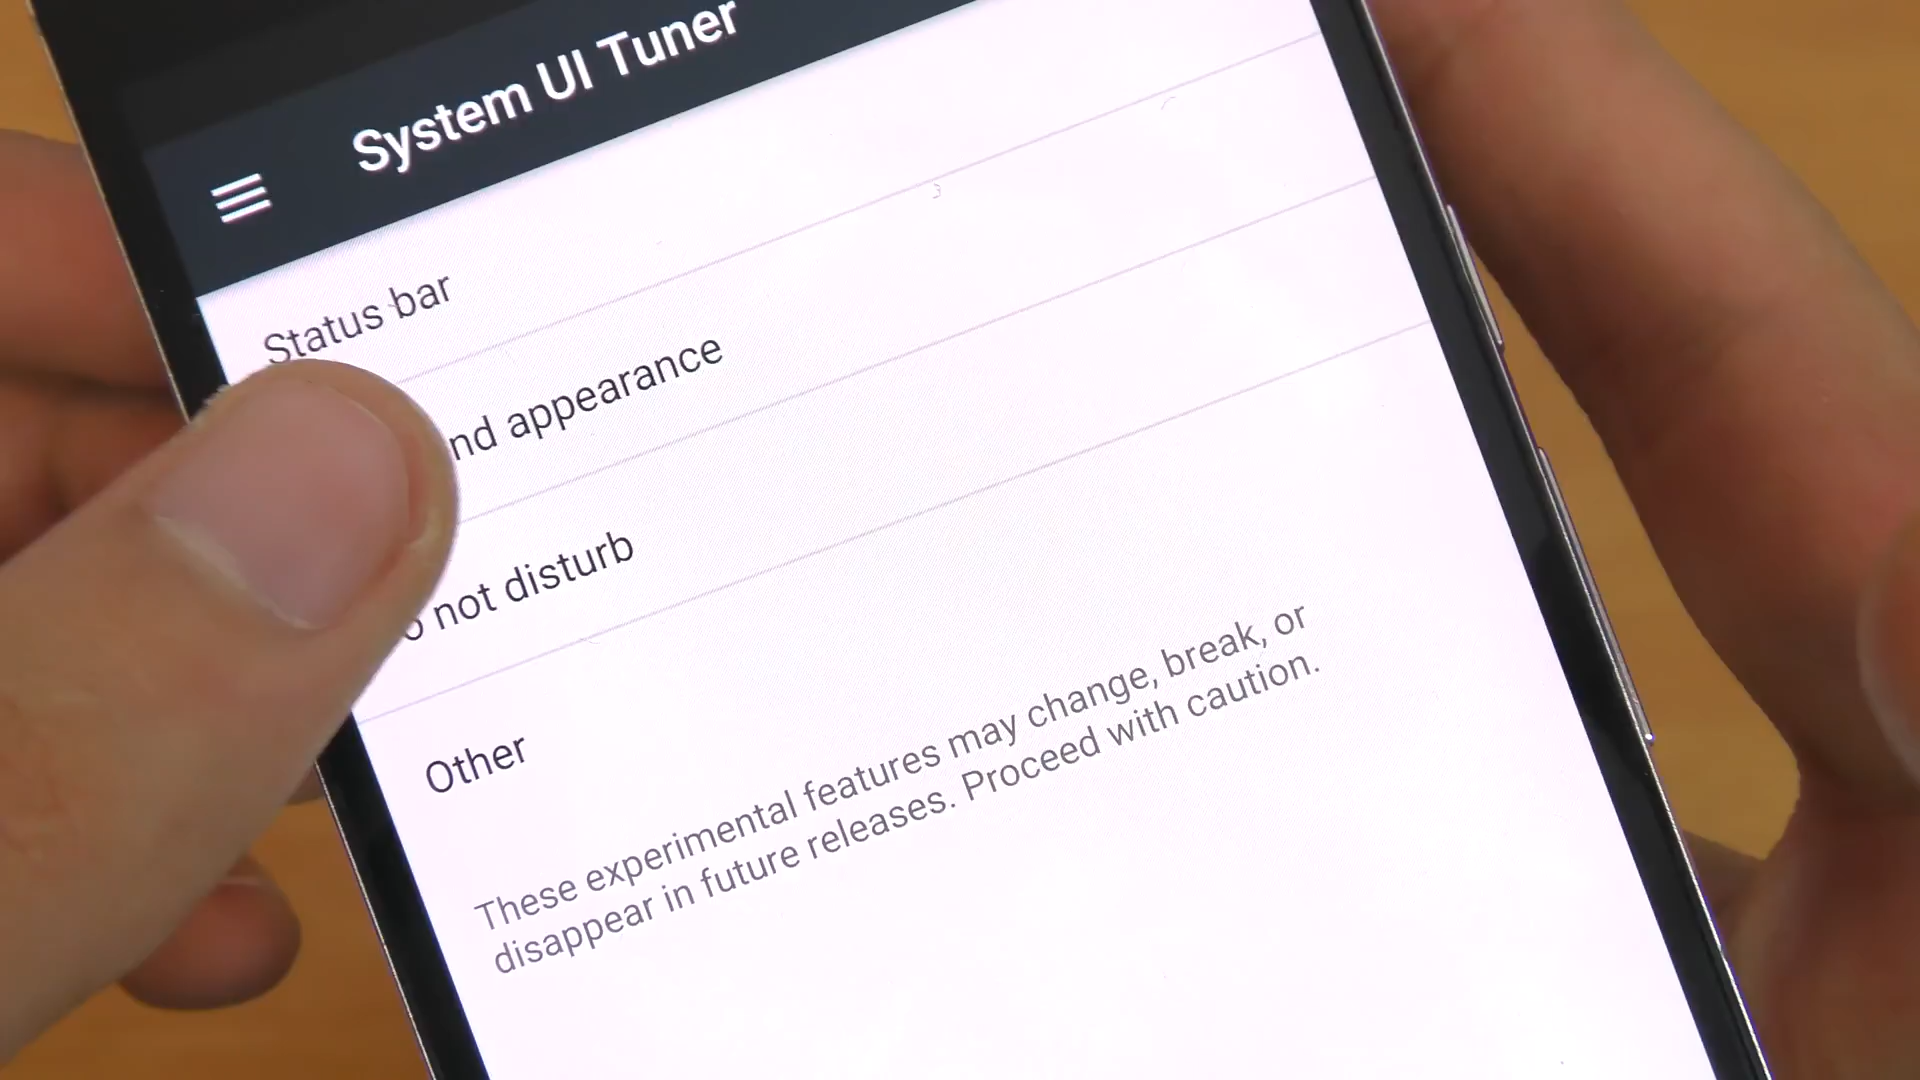 System UI Tuner
Status bar
appearance
not disturb
Other
These experimental features may change, break, or
disappear in future releases. Proceed with caution.